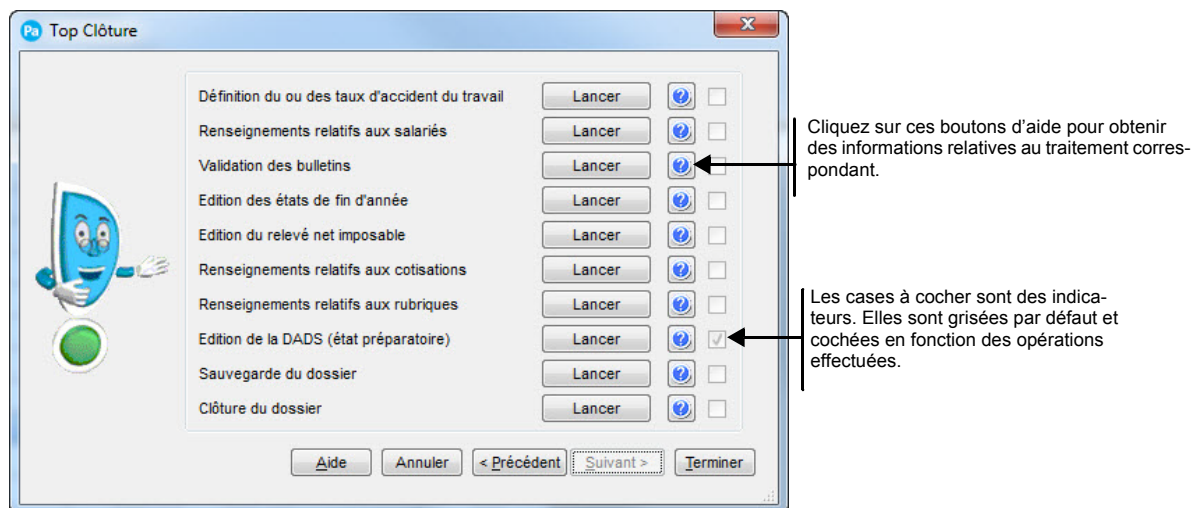 Pa Top Clôture
Définition du ou des taux d'accident du travail Lancer ?
Renseignements relatifs aux salariés Lancer ?
Validation des bulletins Lancer ?
Edition des états de fin d'année Lancer ?
Edition du relevé net imposable Lancer ?
Renseignements relatifs aux cotisations Lancer ?
Renseignements relatifs aux rubriques Lancer ?
Edition de la DADS (état préparatoire) Lancer ?
Sauvegarde du dossier Lancer ?
Clôture du dossier Lancer ?
Aide Annuler < Précédent Suivant > Terminer
Cliquez sur ces boutons d'aide pour obtenir
des informations relatives au traitement corres-
pondant.
Les cases à cocher sont des indica-
teurs. Elles sont grisées par défaut et
cochées en fonction des opérations
effectuées.